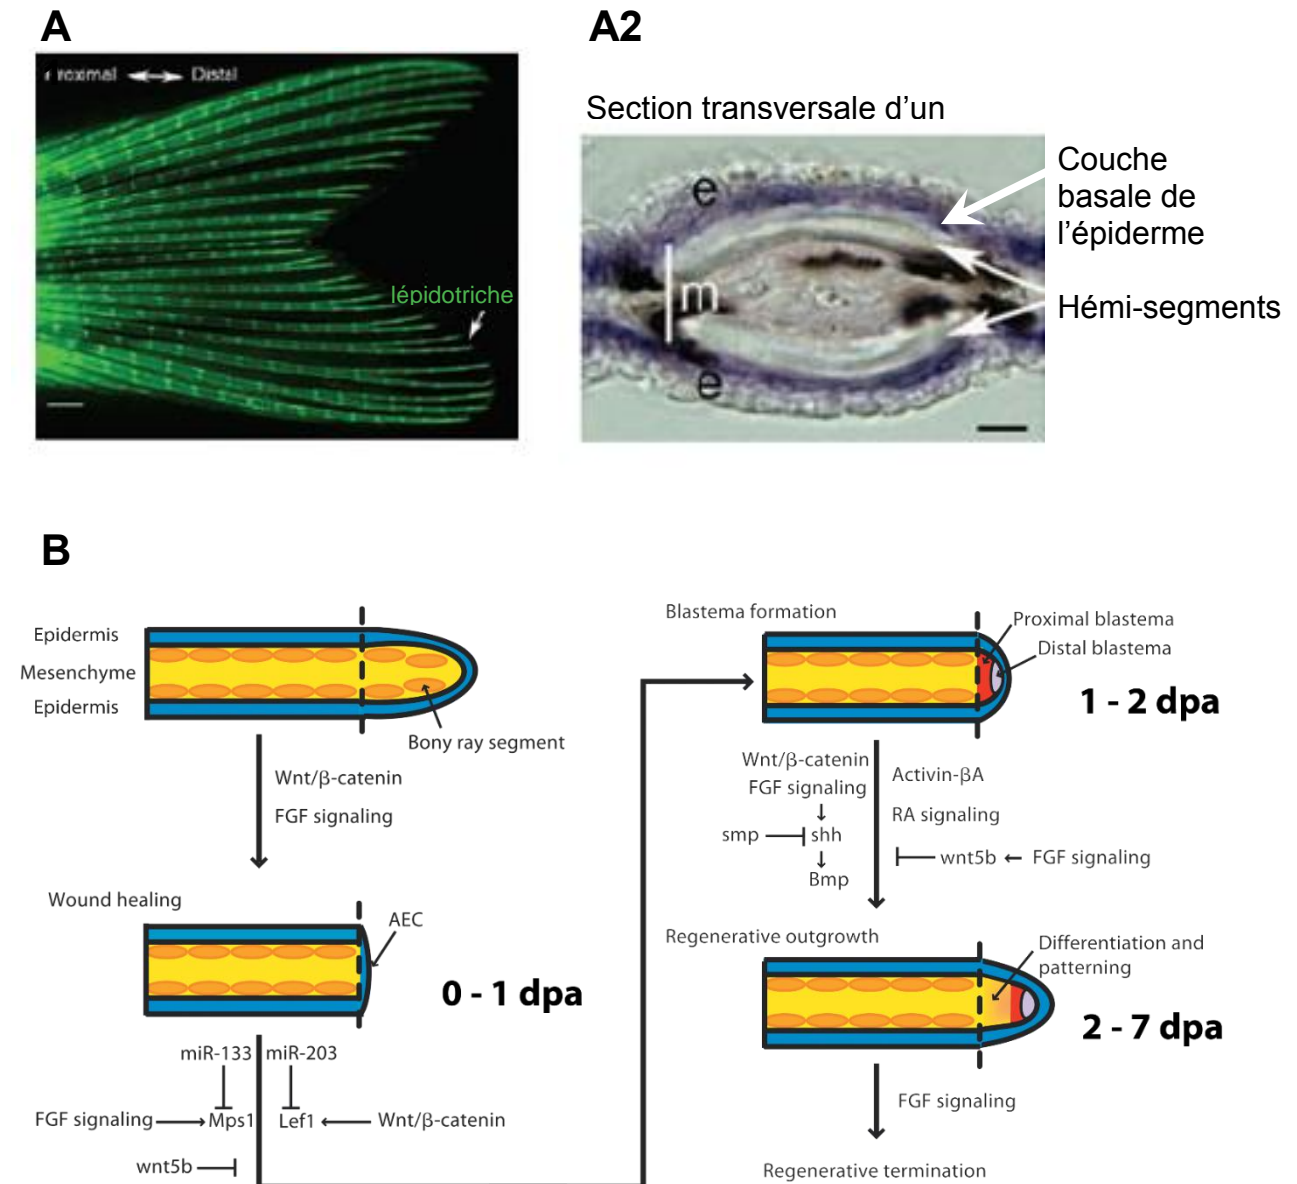 A
roximal
Distal
lépidotriche
A2
Section transversale d’un
e
m
e
Couche
basale de
l’épiderme
Hémi-segments
B
Epidermis
Mesenchyme
Epidermis
Bony ray segment
Wnt/β-catenin
FGF signaling
Wound healing
AEC
0 - 1 dpa
miR-133
miR-203
FGF signaling
Mps1
Lef1
Wnt/β-catenin
wnt5b
Blastema formation
Proximal blastema
Distal blastema
1 - 2 dpa
Wnt/β-catenin
FGF signaling
Activin-βA
RA signaling
smp
shh
Bmp
wnt5b
FGF signaling
Regenerative outgrowth
Differentiation and
patterning
2 - 7 dpa
FGF signaling
Regenerative termination